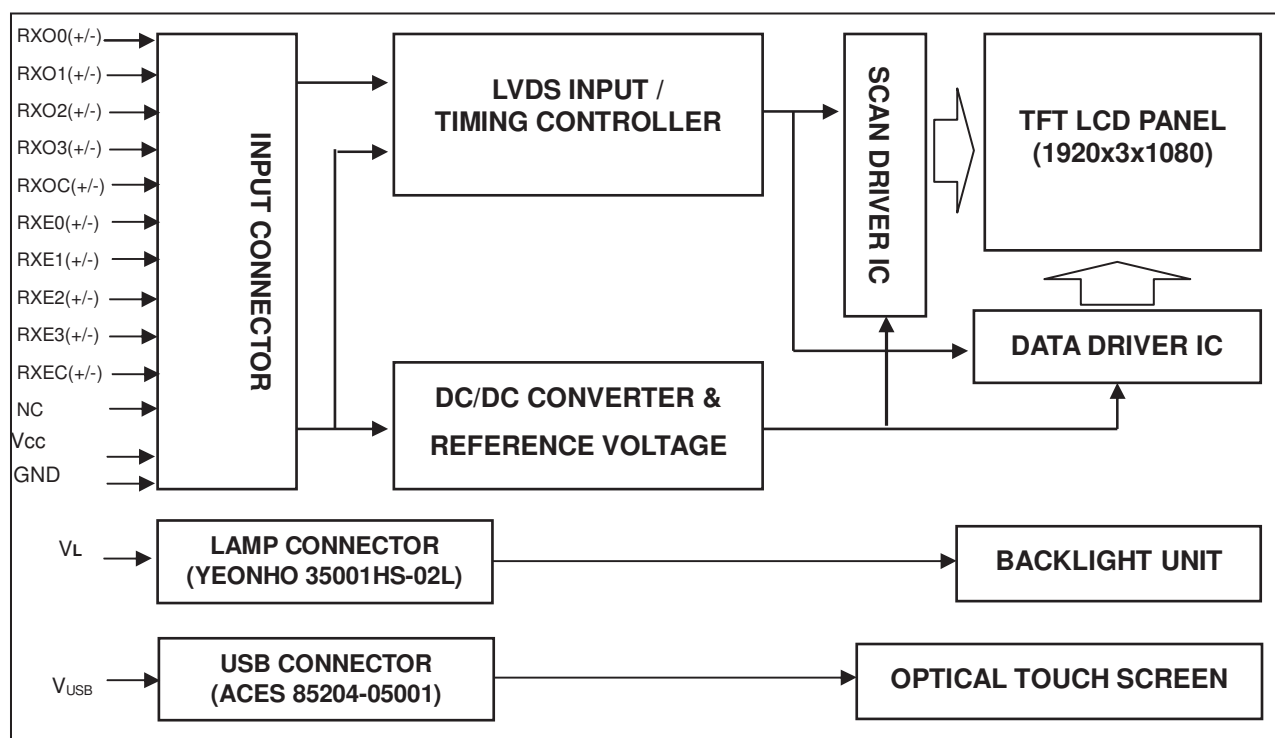 RXO0(+/-)
RXO1(+/-)
RXO2(+/-)
RXO3(+/-)
RXOC(+/-)
RXE0(+/-)
RXE1(+/-)
RXE2(+/-)
RXE3(+/-)
RXEC(+/-)
NC
Vcc
GND
INPUT CONNECTOR
LVDS INPUT /
TIMING CONTROLLER
SCAN DRIVER IC
TFT LCD PANEL
(1920x3x1080)
DATA DRIVER IC
DC/DC CONVERTER &
REFERENCE VOLTAGE
VL
LAMP CONNECTOR
(YEONHO 35001HS-02L)
BACKLIGHT UNIT
VUSB
USB CONNECTOR
(ACES 85204-05001)
OPTICAL TOUCH SCREEN